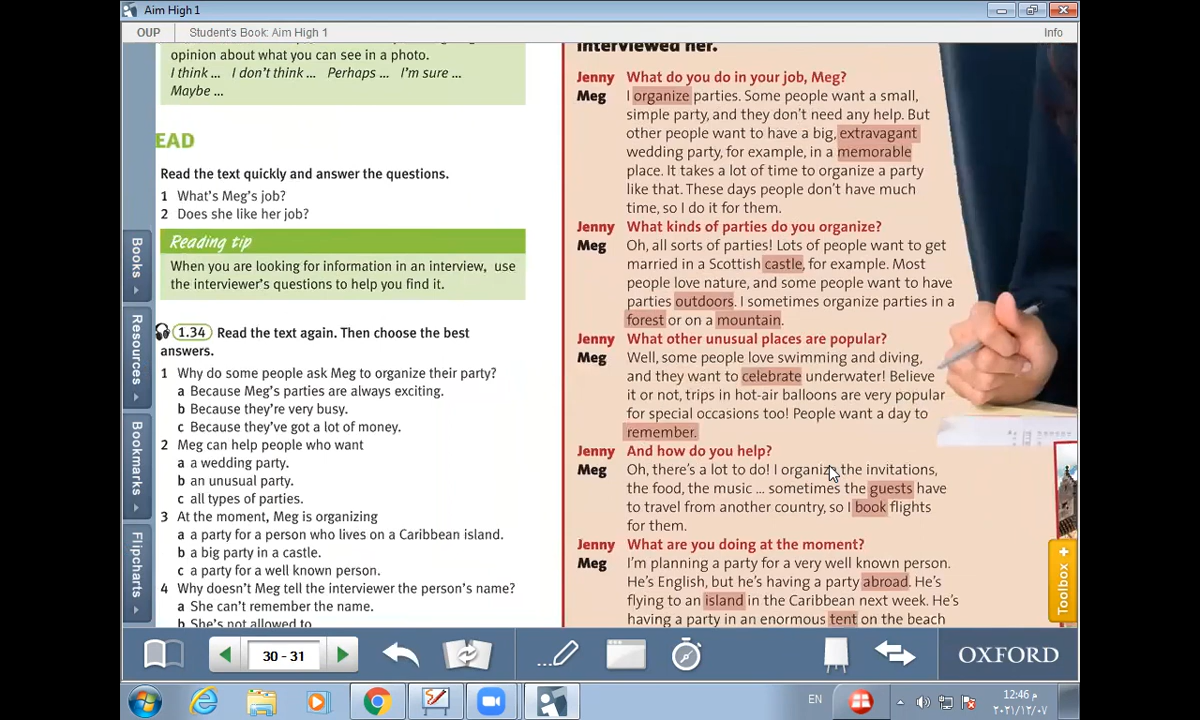 Aim High 1
OUP
Student's Book: Aim High 1
Info
opinion about what you can see in a photo.
I think ... I don't think ... Perhaps ... I'm sure ...
Maybe ...
EAD
Read the text quickly and answer the questions.
1 What's Meg's job?
2 Does she like her job?
Reading tip
When you are looking for information in an interview, use
the interviewer's questions to help you find it.
1.34 Read the text again. Then choose the best
answers.
1 Why do some people ask Meg to organize their party?
a Because Meg's parties are always exciting.
b Because they're very busy.
c Because they've got a lot of money.
2 Meg can help people who want
a a wedding party.
b an unusual party.
c all types of parties.
3 At the moment, Meg is organizing
a a party for a person who lives on a Caribbean island.
b a big party in a castle.
c a party for a well known person.
4 Why doesn't Meg tell the interviewer the person's name?
a She can't remember the name.
b She's not allowed to.
interviewed her.
Jenny What do you do in your job, Meg?
Meg I organize parties. Some people want a small,
simple party, and they don't need any help. But
other people want to have a big, extravagant
wedding party, for example, in a memorable
place. It takes a lot of time to organize a party
like that. These days people don't have much
time, so I do it for them.
Jenny What kinds of parties do you organize?
Meg Oh, all sorts of parties! Lots of people want to get
married in a Scottish castle, for example. Most
people love nature, and some people want to have
parties outdoors. I sometimes organize parties in a
forest or on a mountain.
Jenny What other unusual places are popular?
Meg Well, some people love swimming and diving,
and they want to celebrate underwater! Believe
it or not, trips in hot-air balloons are very popular
for special occasions too! People want a day to
remember.
Jenny And how do you help?
Meg Oh, there's a lot to do! I organize the invitations,
the food, the music ... sometimes the guests have
to travel from another country, so I book flights
for them.
Jenny What are you doing at the moment?
Meg I'm planning a party for a very well known person.
He's English, but he's having a party abroad. He's
flying to an island in the Caribbean next week. He's
having a party in an enormous tent on the beach
Books
Resources
Bookmarks
Flipcharts
Toolbox +
30 - 31
OXFORD
EN
12:46 م
٢٠٢١/١٢/٠٧